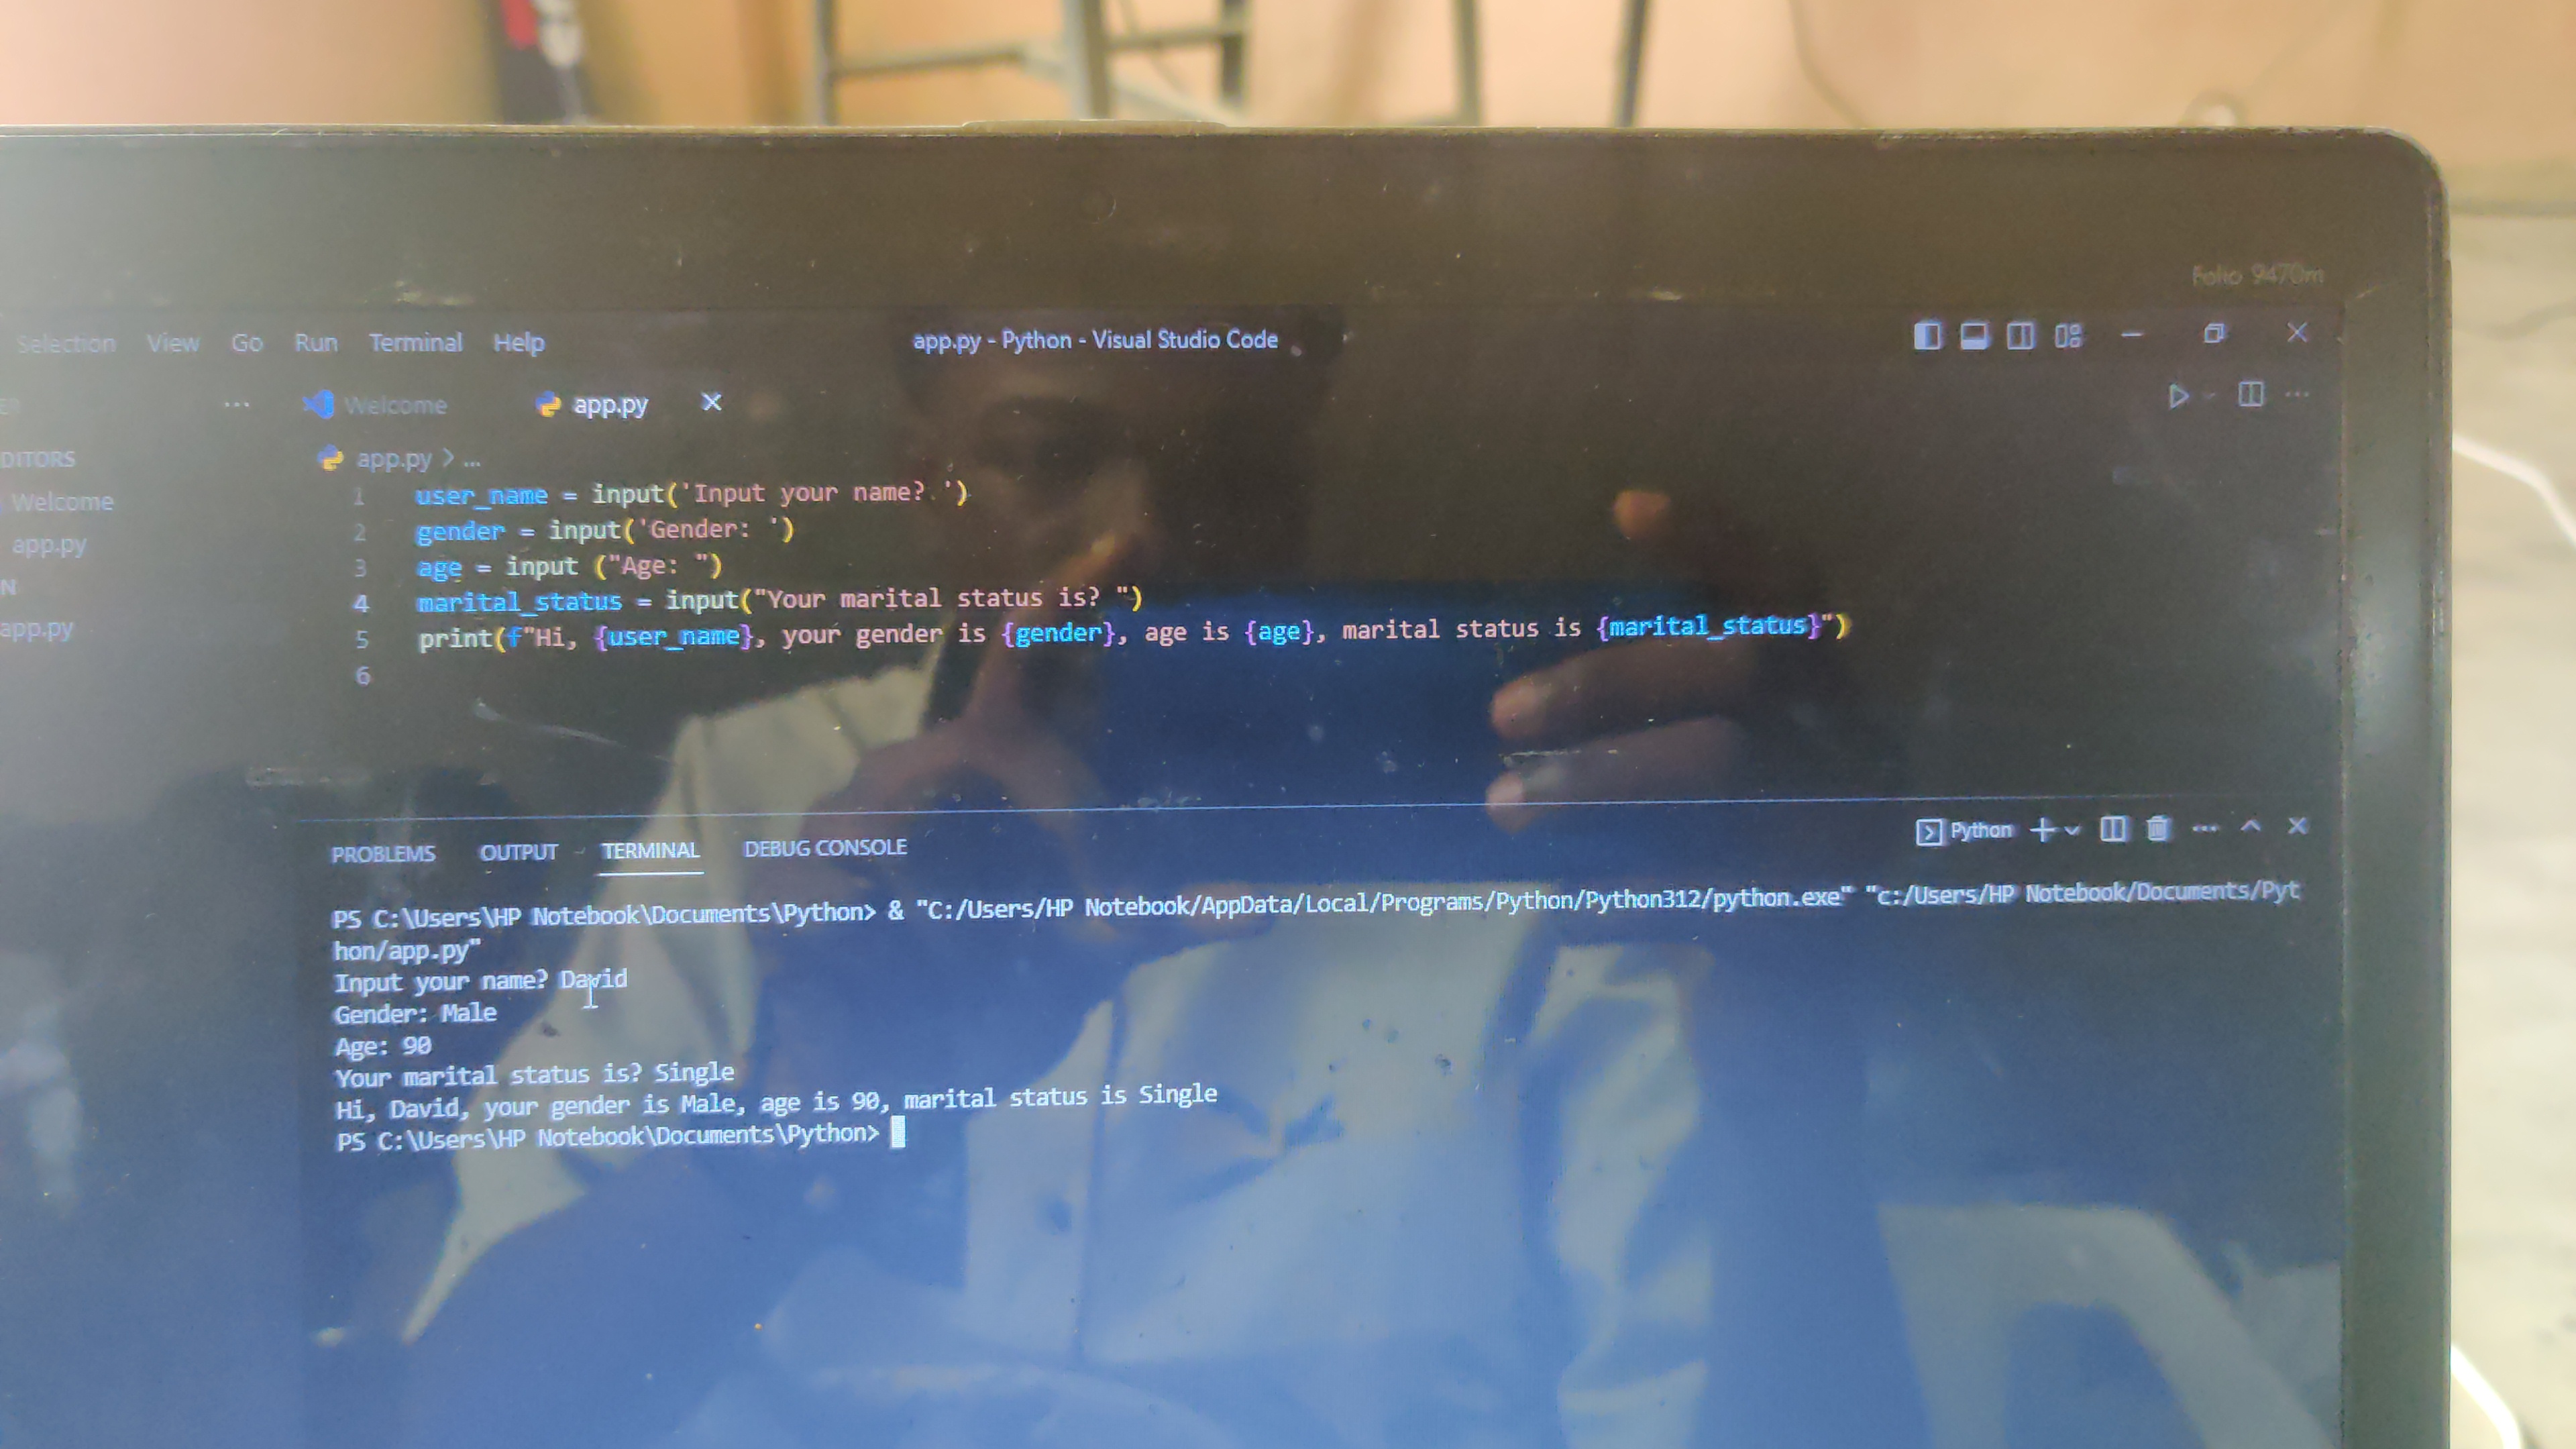 Folio 9470m
Selection View Go Run Terminal Help app.py - Python - Visual Studio Code
... Welcome app.py
DITORS app.py > ...
Welcome
app.py
N
app.py
1 user_name = input('Input your name? ')
2 gender = input('Gender: ')
3 age = input ("Age: ")
4 marital_status = input("Your marital status is? ")
5 print(f"Hi, {user_name}, your gender is {gender}, age is {age}, marital status is {marital_status}")
6
PROBLEMS OUTPUT TERMINAL DEBUG CONSOLE Python
PS C:\Users\HP Notebook\Documents\Python> & "C:/Users/HP Notebook/AppData/Local/Programs/Python/Python312/python.exe" "c:/Users/HP Notebook/Documents/Pyt
hon/app.py"
Input your name? David
Gender: Male
Age: 90
Your marital status is? Single
Hi, David, your gender is Male, age is 90, marital status is Single
PS C:\Users\HP Notebook\Documents\Python>